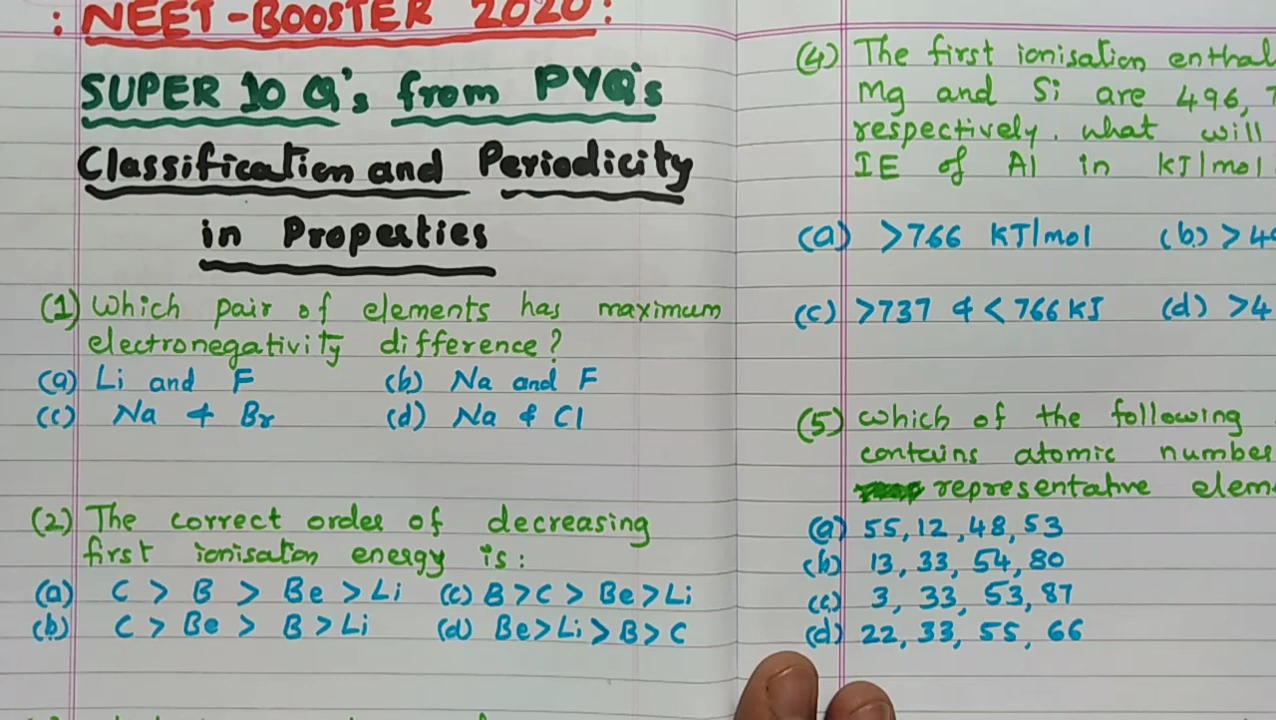 : NEET-BOOSTER 2020:
SUPER 10 Q's from PYQ's
Classification and Periodicity
in Properties
(1) Which pair of elements has maximum
electronegativity difference?
(a) Li and F (b) Na and F
(c) Na & Br (d) Na & Cl
(2) The correct order of decreasing
first ionisation energy is:
(a) C > B > Be > Li (c) B > C > Be > Li
(b) C > Be > B > Li (d) Be > Li > B > C
(4) The first ionisation
Mg and Si are 496,
respectively. what will
IE of Al in KJ/mol
(a) >766 KJ/mol (b) >
(c) >737 & < 766 KJ (d) >
(5) which of the following
contains atomic number
representative
(a) 55, 12, 48, 53
(b) 13, 33, 54, 80
(c) 3, 33, 53, 87
(d) 22, 33, 55, 66